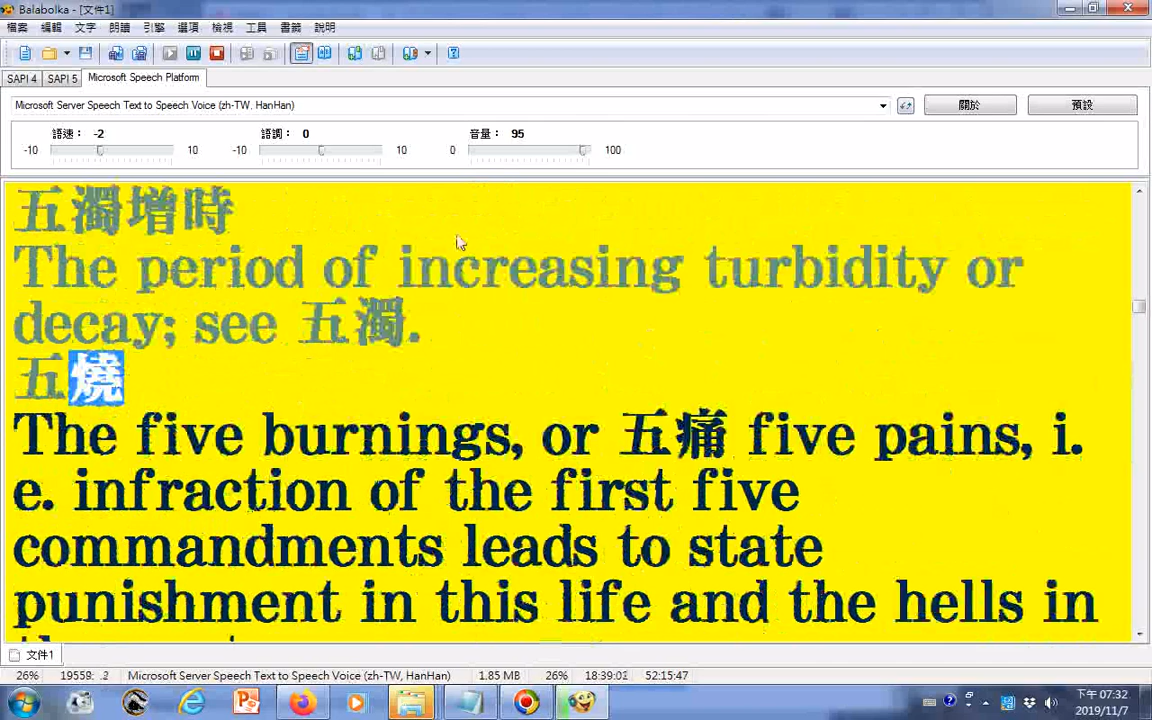 Balabolka - [文件1]
檔案 編輯 文字 朗讀 引擎 選項 檢視 工具 書籤 說明
SAPI 4 SAPI 5 Microsoft Speech Platform
Microsoft Server Speech Text to Speech Voice (zh-TW, HanHan) 關於 預設
語速： -2 語調： 0 音量： 95
-10 10 -10 10 0 100
五濁增時
The period of increasing turbidity or
decay; see 五濁.
五燒
The five burnings, or 五痛 five pains, i.
e. infraction of the first five
commandments leads to state
punishment in this life and the hells in
文件1
26% Microsoft Server Speech Text to Speech Voice (zh-TW, HanHan) 1.85 MB 26% 18:39:01 52:15:47
下午 07:32
2019/11/7